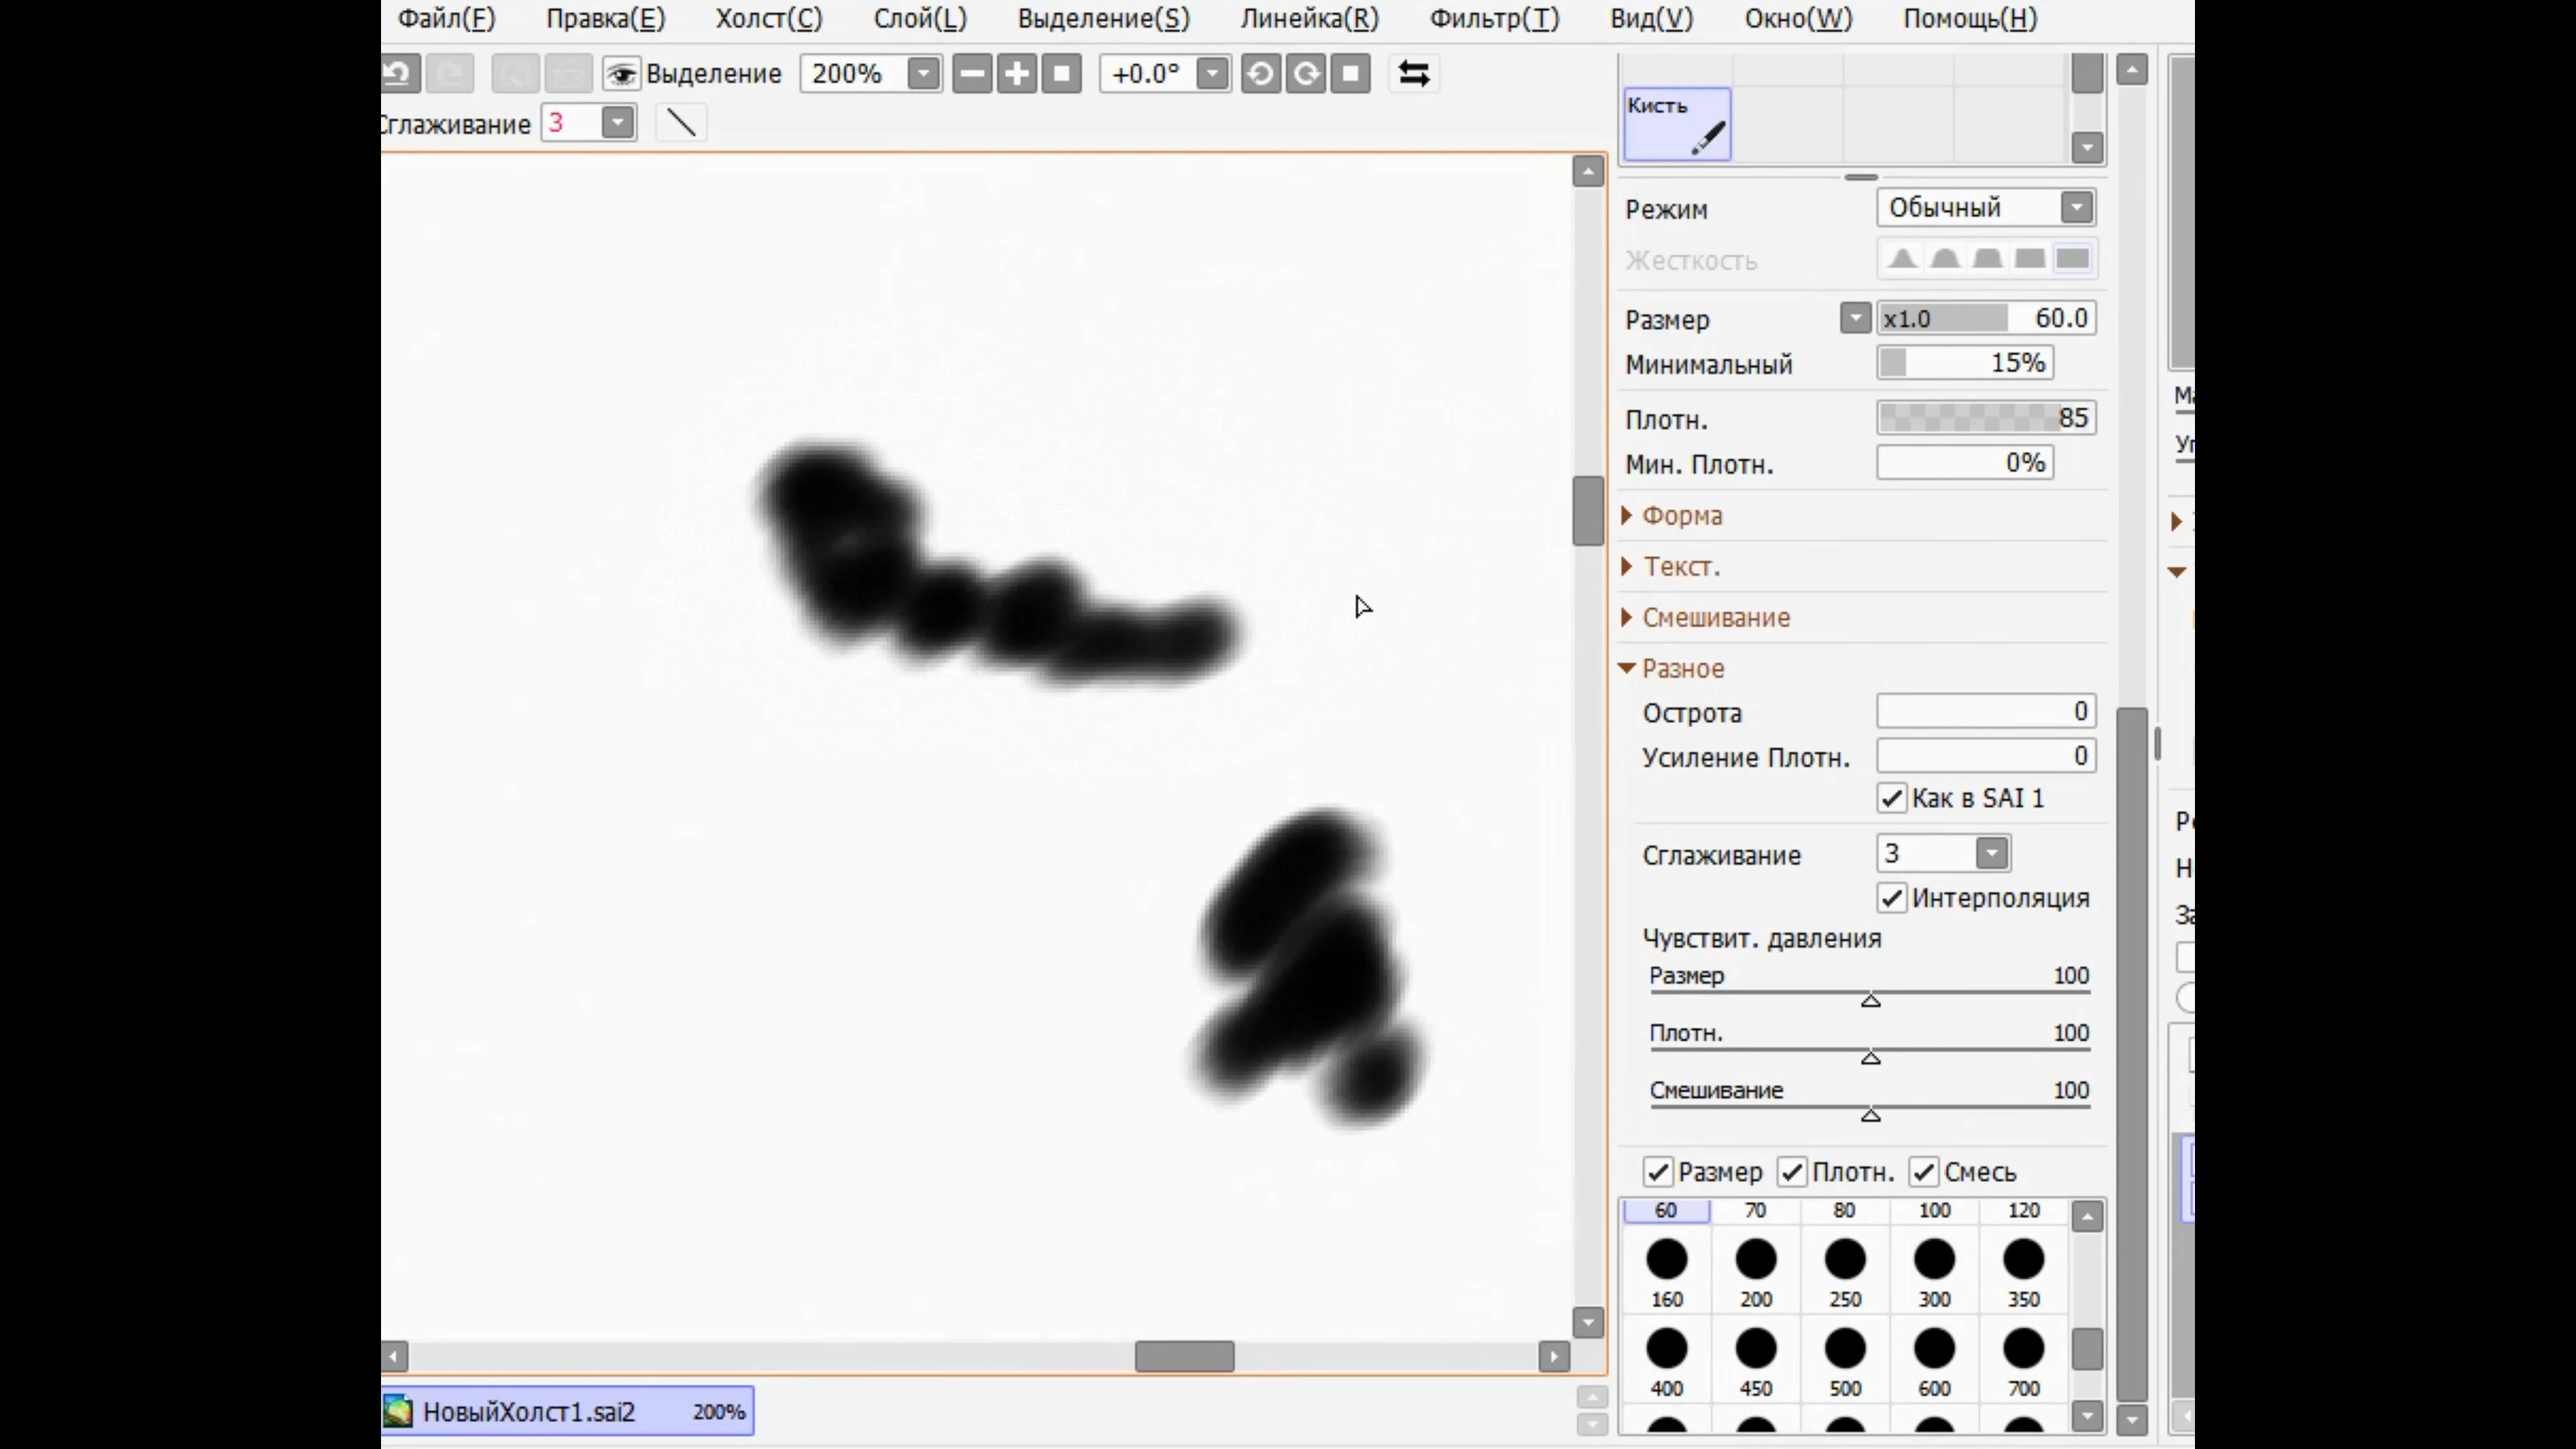 Файл(F) Правка(E) Холст(C) Слой(L) Выделение(S) Линейка(R) Фильтр(T) Вид(V) Окно(W) Помощь(H)
Выделение 200% +0.0°
Сглаживание 3
Кисть
Режим Обычный
Жесткость
Размер x1.0 60.0
Минимальный 15%
Плотн. 85
Мин. Плотн. 0%
Форма
Текст.
Смешивание
Разное
Острота 0
Усиление Плотн. 0
Как в SAI 1
Сглаживание 3
Интерполяция
Чувствит. давления
Размер 100
Плотн. 100
Смешивание 100
Размер Плотн. Смесь
60 70 80 100 120
160 200 250 300 350
400 450 500 600 700
НовыйХолст1.sai2 200%